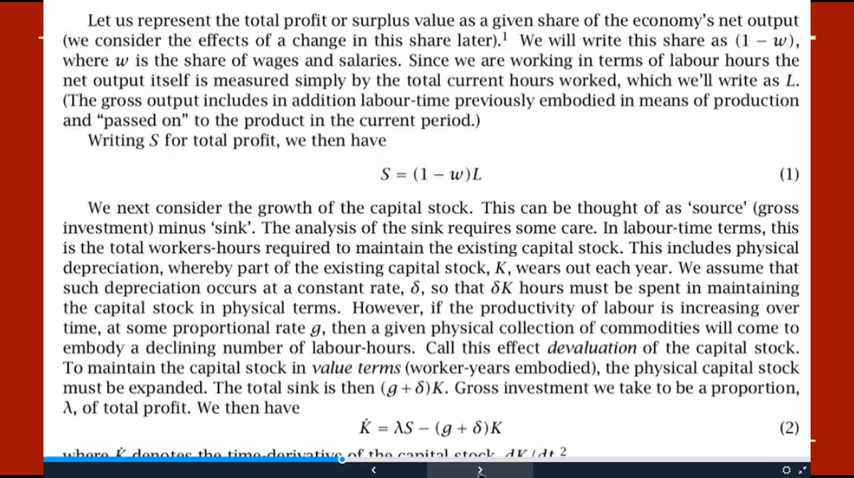 Let us represent the total profit or surplus value as a given share of the economy's net output
(we consider the effects of a change in this share later).¹ We will write this share as (1 − w),
where w is the share of wages and salaries. Since we are working in terms of labour hours the
net output itself is measured simply by the total current hours worked, which we'll write as L.
(The gross output includes in addition labour-time previously embodied in means of production
and “passed on” to the product in the current period.)
Writing S for total profit, we then have
S = (1 − w)L (1)
We next consider the growth of the capital stock. This can be thought of as ‘source’ (gross
investment) minus ‘sink’. The analysis of the sink requires some care. In labour-time terms, this
is the total workers-hours required to maintain the existing capital stock. This includes physical
depreciation, whereby part of the existing capital stock, K, wears out each year. We assume that
such depreciation occurs at a constant rate, δ, so that δK hours must be spent in maintaining
the capital stock in physical terms. However, if the productivity of labour is increasing over
time, at some proportional rate g, then a given physical collection of commodities will come to
embody a declining number of labour-hours. Call this effect devaluation of the capital stock.
To maintain the capital stock in value terms (worker-years embodied), the physical capital stock
must be expanded. The total sink is then (g + δ)K. Gross investment we take to be a proportion,
λ, of total profit. We then have
K̇ = λS − (g + δ)K (2)
where K̇ denotes the time-derivative of the capital stock, dK/dt.²